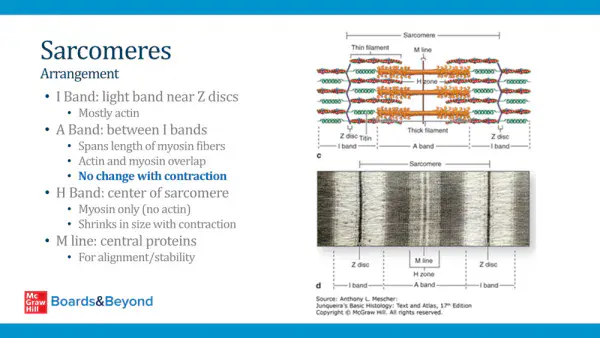 Sarcomeres
Arrangement
• I Band: light band near Z discs
• Mostly actin
• A Band: between I bands
• Spans length of myosin fibers
• Actin and myosin overlap
• No change with contraction
• H Band: center of sarcomere
• Myosin only (no actin)
• Shrinks in size with contraction
• M line: central proteins
• For alignment/stability
Mc
Graw
Hill
Boards&Beyond
Sarcomere
Thin filament
A band
M line
H zone
Z disc
Titin
Thick filament
Z disc
I band
A band
I band
c
Sarcomere
M line
Z disc
H zone
Z disc
I band
A band
I band
d
Source: Anthony L. Mescher:
Junqueira's Basic Histology: Text and Atlas, 17th Edition
Copyright © McGraw Hill. All rights reserved.